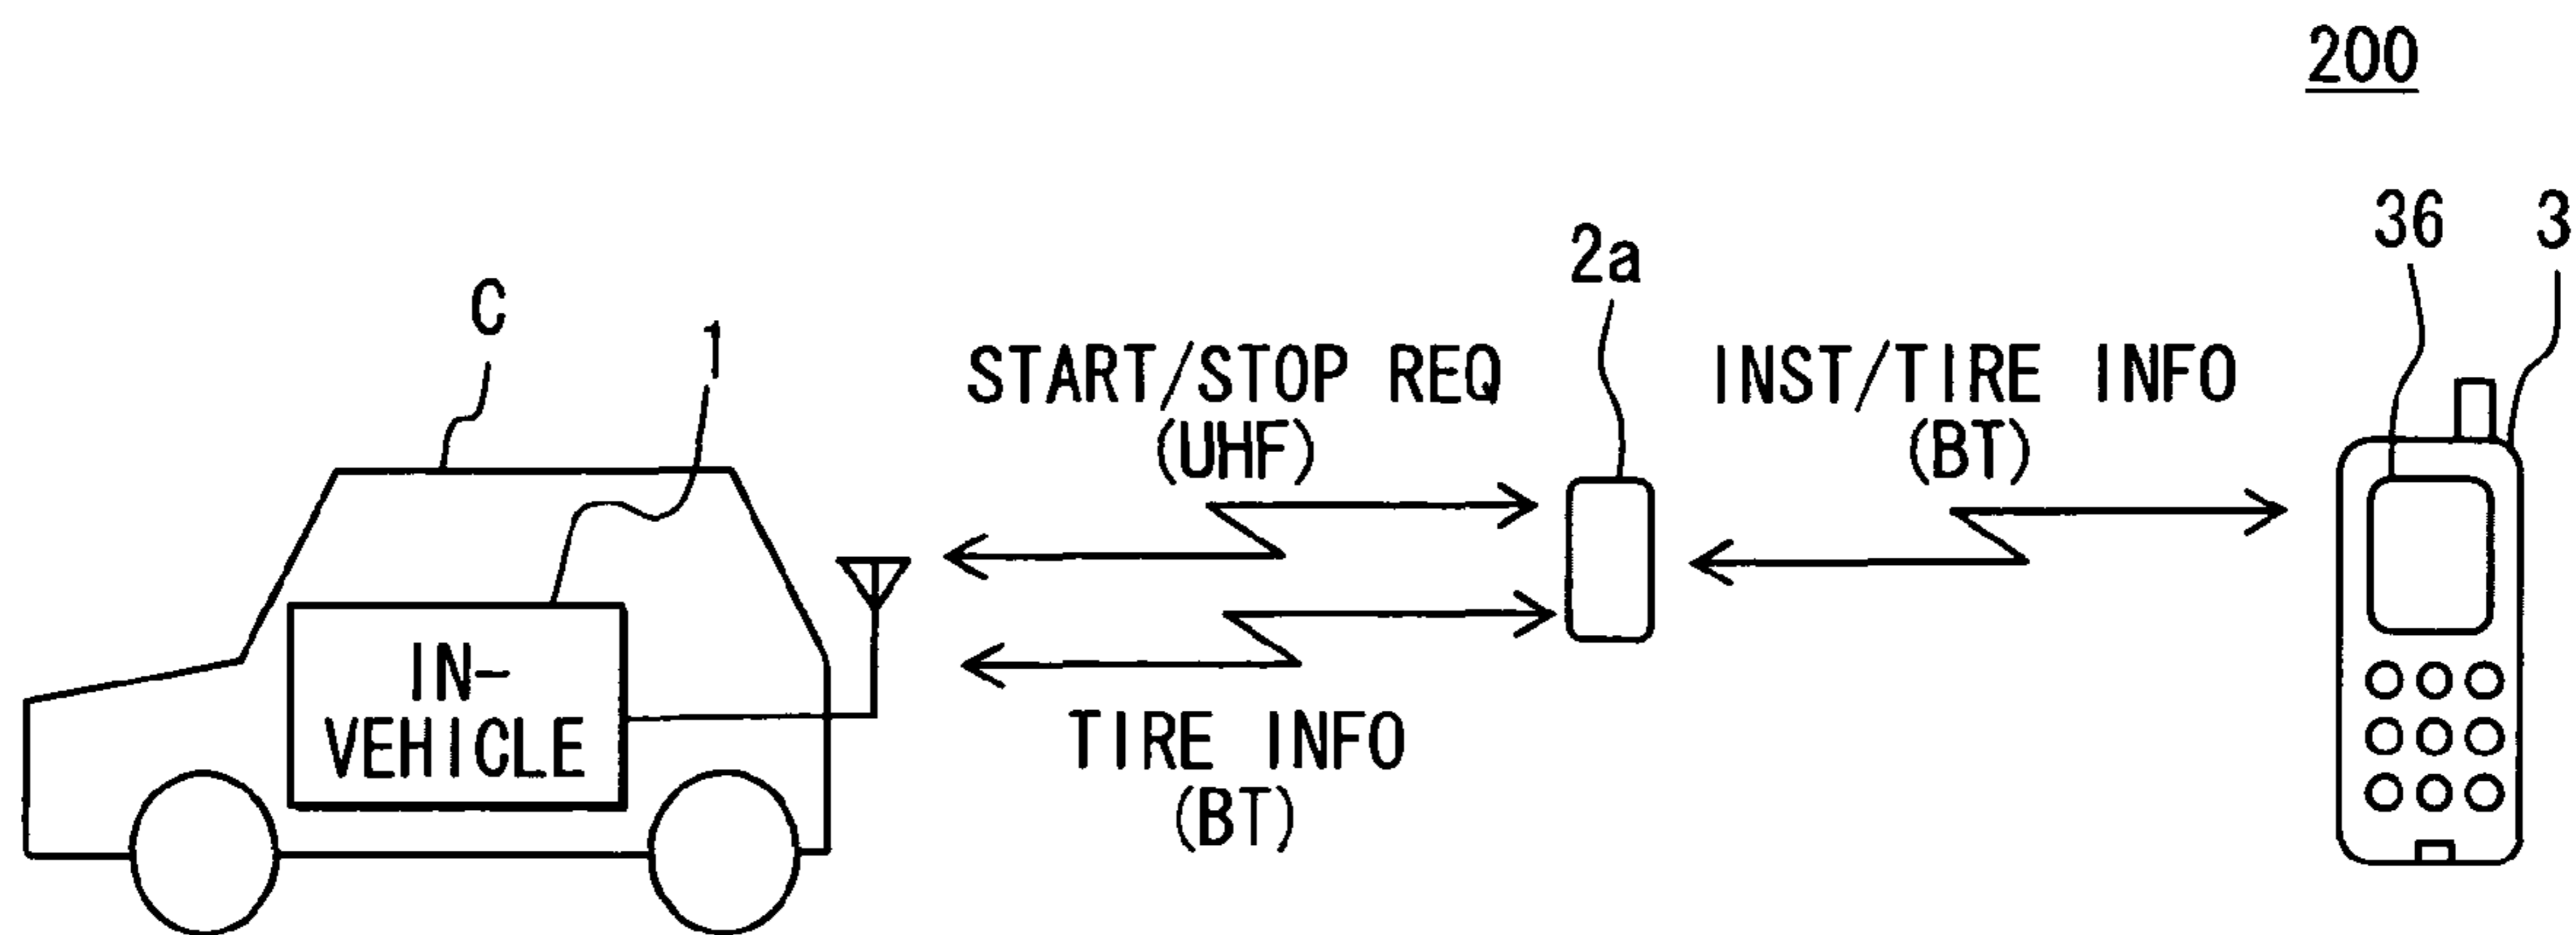 200
36
3
2a
C
1
START/STOP REQ
(UHF)
INST/TIRE INFO
(BT)
IN-
VEHICLE
TIRE INFO
(BT)